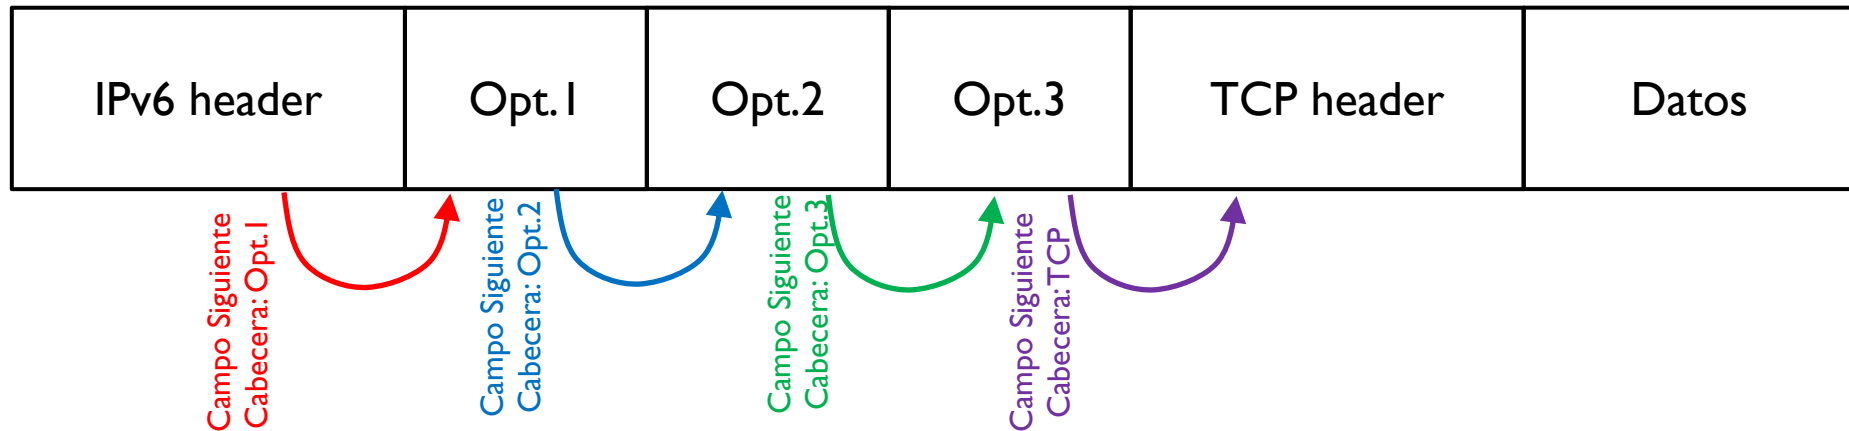 IPv6 header
Opt.1
Opt.2
Opt.3
TCP header
Datos
Campo Siguiente
Cabecera: Opt.1
Campo Siguiente
Cabecera: Opt.2
Campo Siguiente
Cabecera: Opt.3
Campo Siguiente
Cabecera: TCP